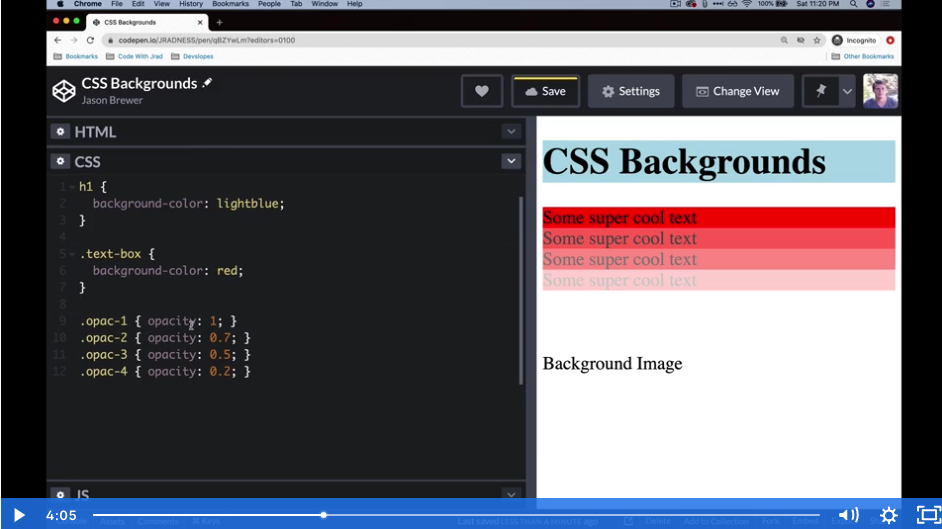 Chrome File Edit View History Bookmarks People Tab Window Help 100% Sat 11:20 PM
CSS Backgrounds
codepen.io/JRADNESS/pen/qBZYwLm?editors=0100 Incognito
Bookmarks Code With Jrad Devslopes Other Bookmarks
CSS Backgrounds
Jason Brewer
Save Settings Change View
HTML
CSS
1 h1 {
2 background-color: lightblue;
3 }
4
5 .text-box {
6 background-color: red;
7 }
8
9 .opac-1 { opacity: 1; }
10 .opac-2 { opacity: 0.7; }
11 .opac-3 { opacity: 0.5; }
12 .opac-4 { opacity: 0.2; }
CSS Backgrounds
Some super cool text
Some super cool text
Some super cool text
Some super cool text
Background Image
JS
4:05
Assets Comments ⌘ Keys Last saved LESS THAN A MINUTE ago Delete Add to Collection Fork Embed